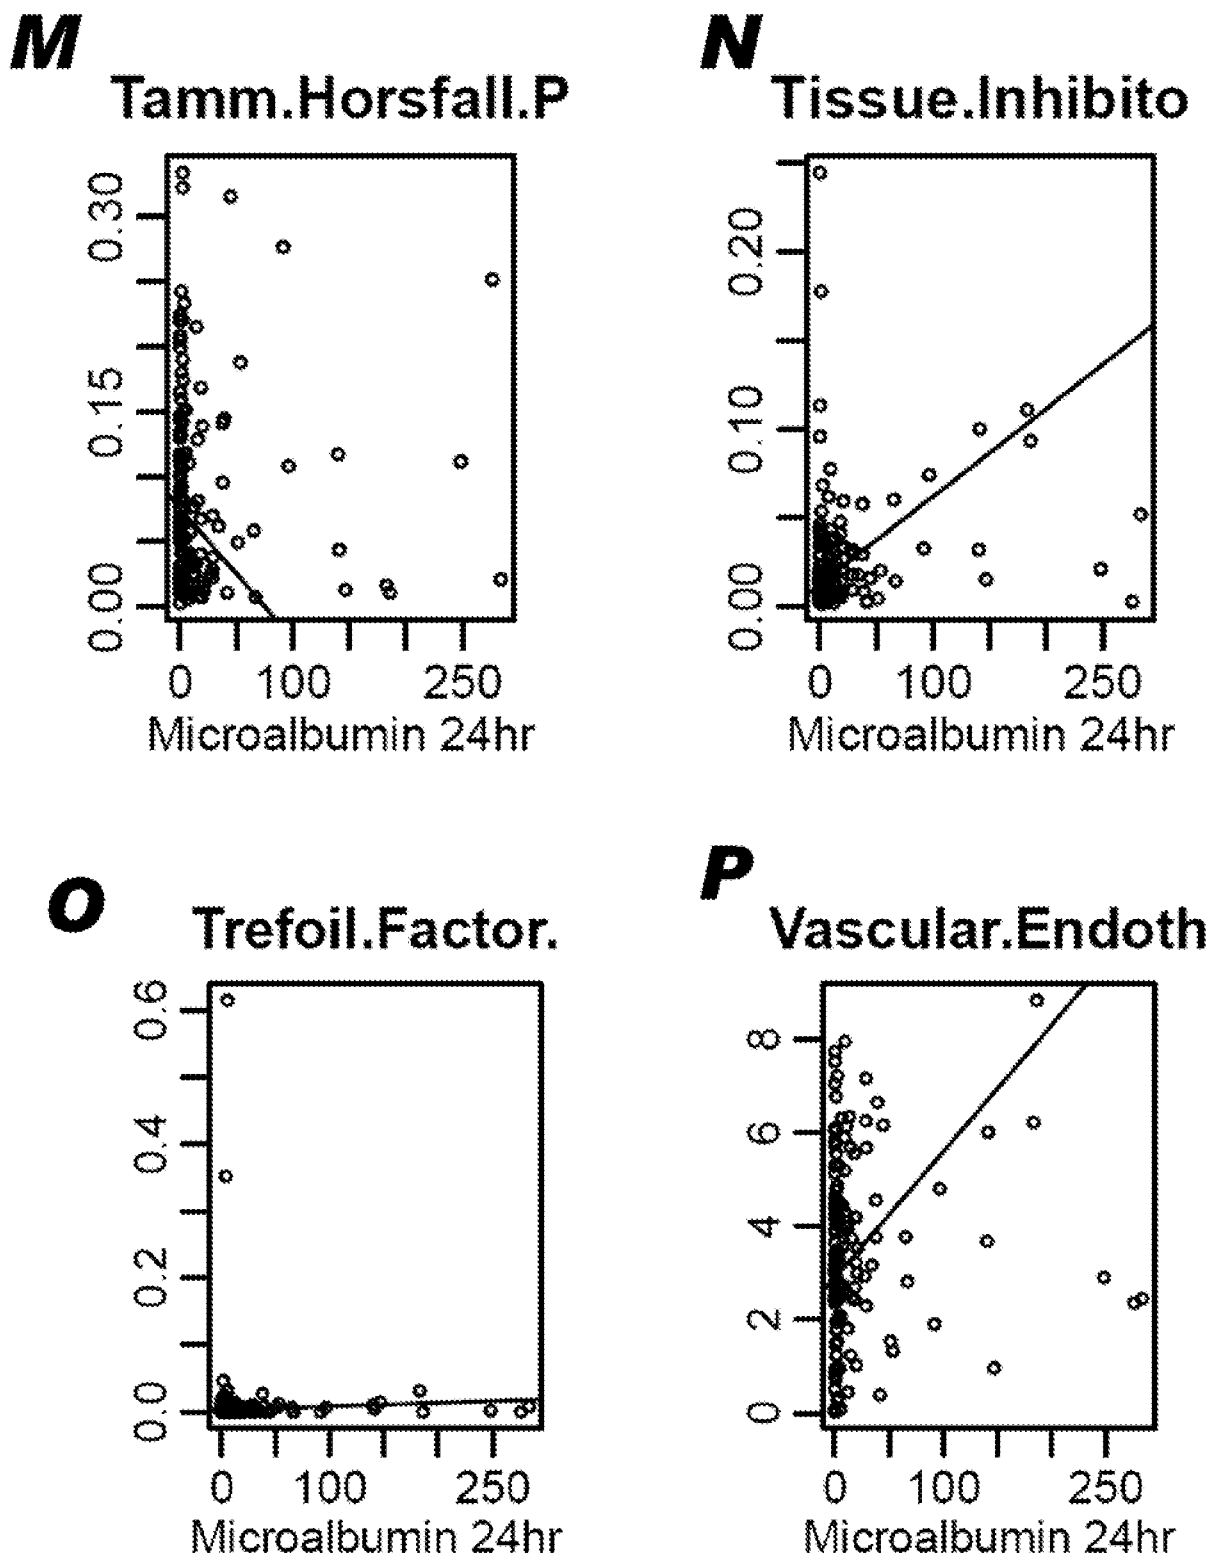 M
Tamm.Horsfall.P
0.30
0.15
0.00
0 100 250
Microalbumin 24hr
N
Tissue.Inhibito
0.20
0.10
0.00
0 100 250
Microalbumin 24hr
O
Trefoil.Factor.
0.6
0.4
0.2
0.0
0 100 250
Microalbumin 24hr
P
Vascular.Endoth
8
6
4
2
0
0 100 250
Microalbumin 24hr